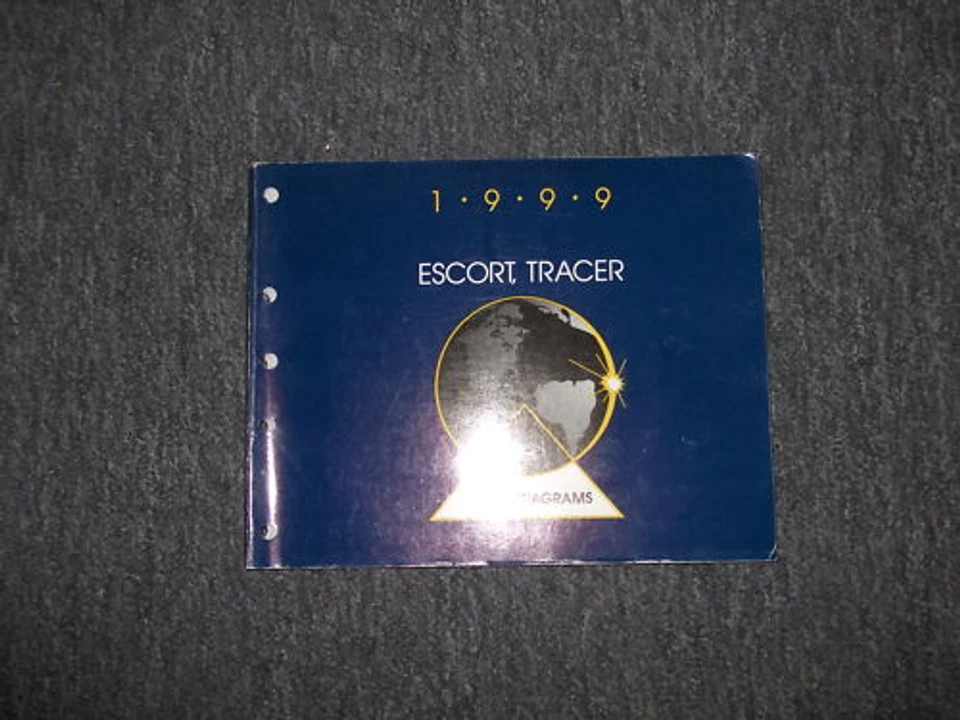 1 • 9 • 9 • 9
ESCORT, TRACER
DIAGRAMS